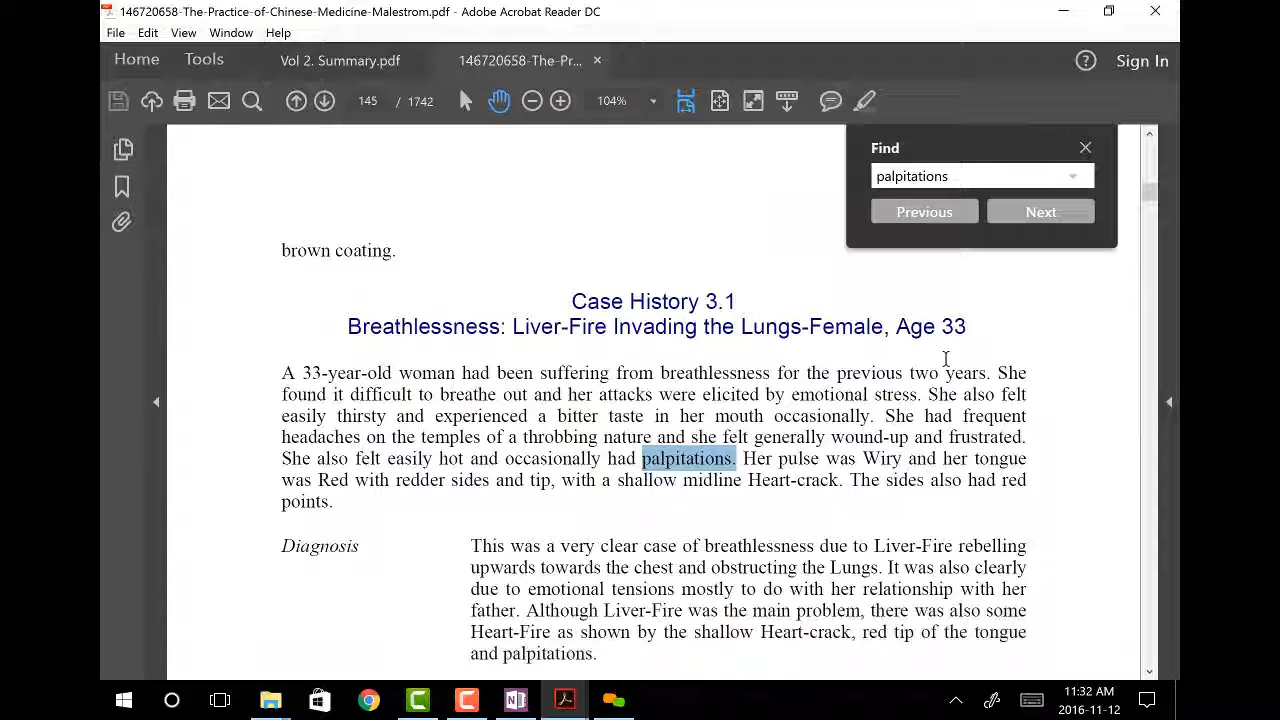 146720658-The-Practice-of-Chinese-Medicine-Malestrom.pdf - Adobe Acrobat Reader DC
File Edit View Window Help
Home Tools Vol 2. Summary.pdf 146720658-The-Pr... Sign In
145 / 1742 104%
Find
palpitations
Previous Next
brown coating.
Case History 3.1
Breathlessness: Liver-Fire Invading the Lungs-Female, Age 33
A 33-year-old woman had been suffering from breathlessness for the previous two years. She
found it difficult to breathe out and her attacks were elicited by emotional stress. She also felt
easily thirsty and experienced a bitter taste in her mouth occasionally. She had frequent
headaches on the temples of a throbbing nature and she felt generally wound-up and frustrated.
She also felt easily hot and occasionally had palpitations. Her pulse was Wiry and her tongue
was Red with redder sides and tip, with a shallow midline Heart-crack. The sides also had red
points.
Diagnosis This was a very clear case of breathlessness due to Liver-Fire rebelling
upwards towards the chest and obstructing the Lungs. It was also clearly
due to emotional tensions mostly to do with her relationship with her
father. Although Liver-Fire was the main problem, there was also some
Heart-Fire as shown by the shallow Heart-crack, red tip of the tongue
and palpitations.
11:32 AM
2016-11-12